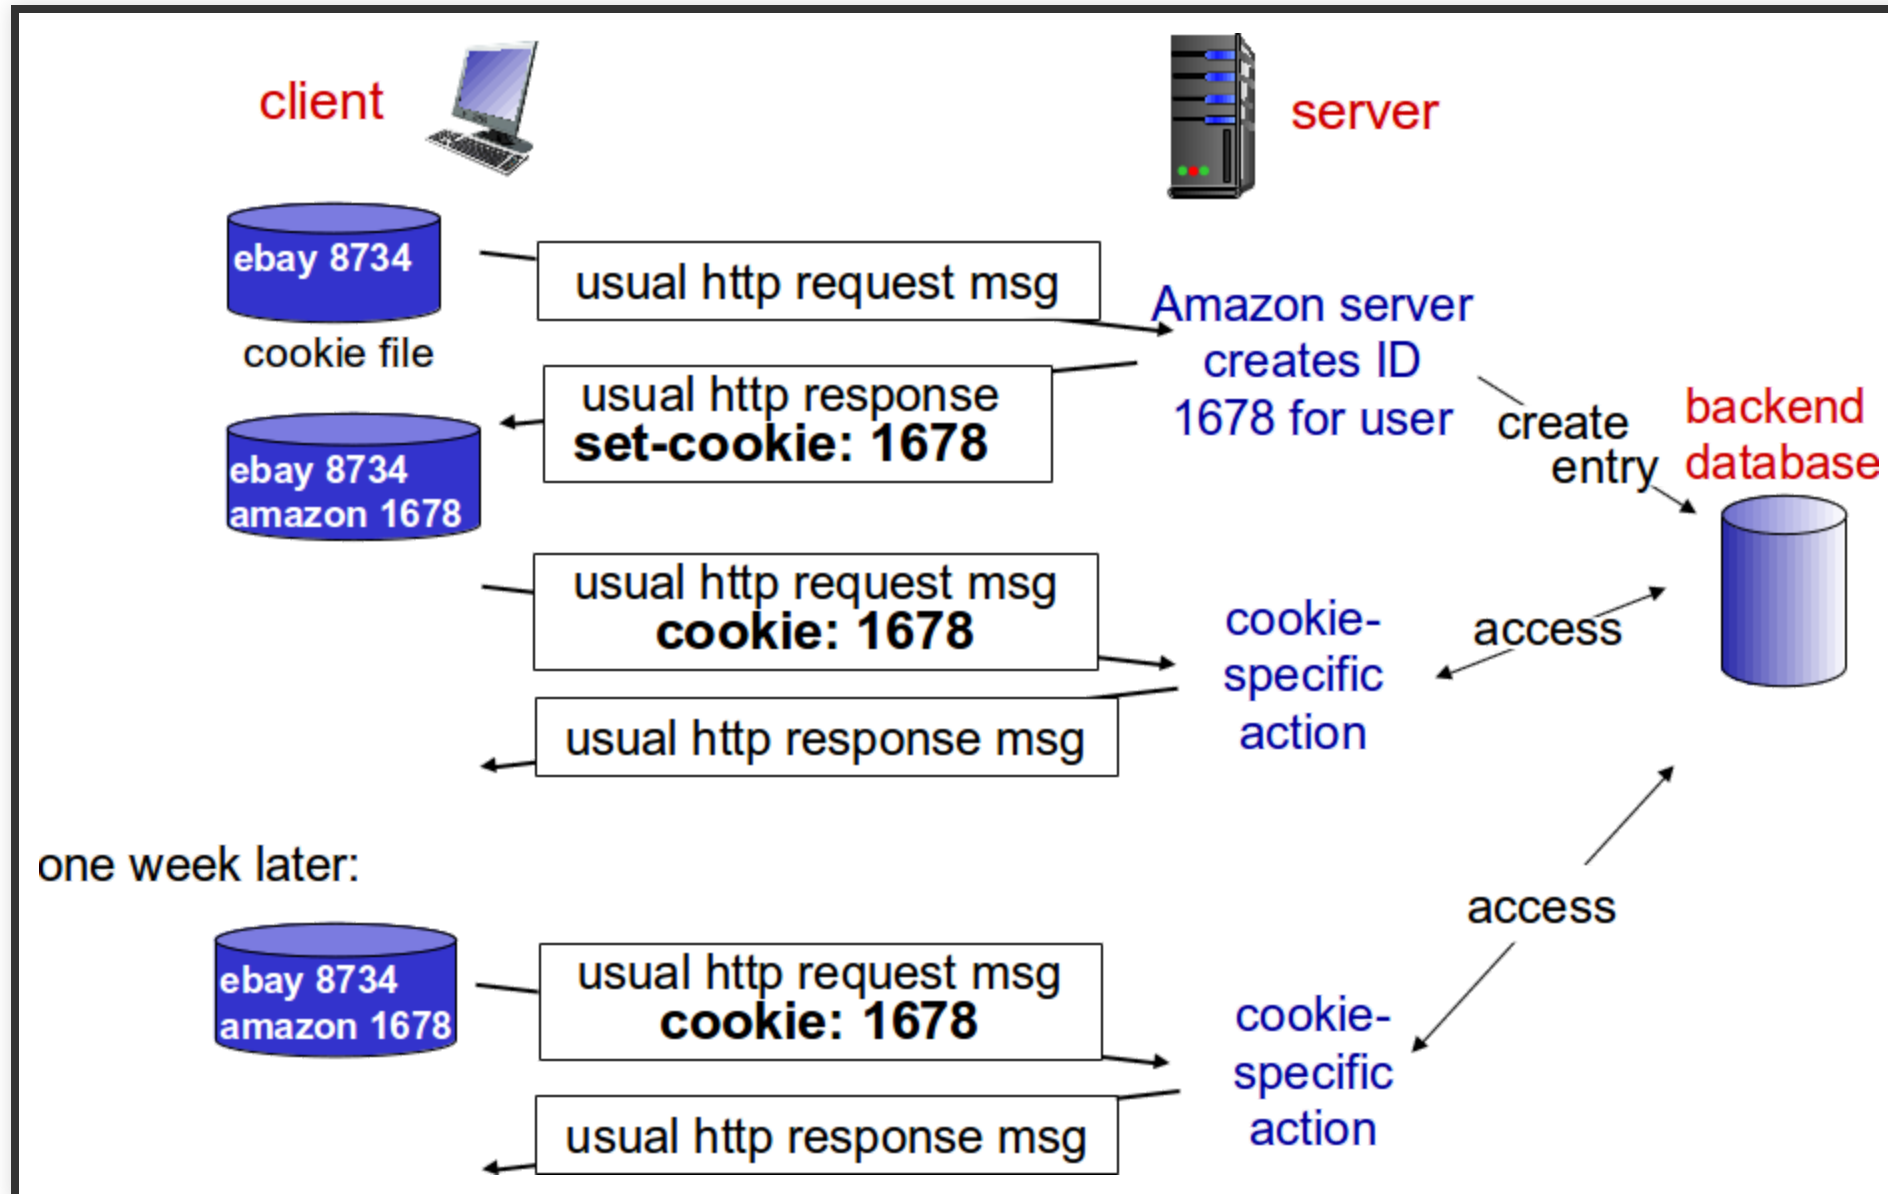 client
server
ebay 8734
cookie file
usual http request msg
Amazon server
creates ID
1678 for user
usual http response
set-cookie: 1678
create
entry
backend
database
ebay 8734
amazon 1678
usual http request msg
cookie: 1678
cookie-
specific
action
access
usual http response msg
one week later:
access
ebay 8734
amazon 1678
usual http request msg
cookie: 1678
cookie-
specific
action
usual http response msg